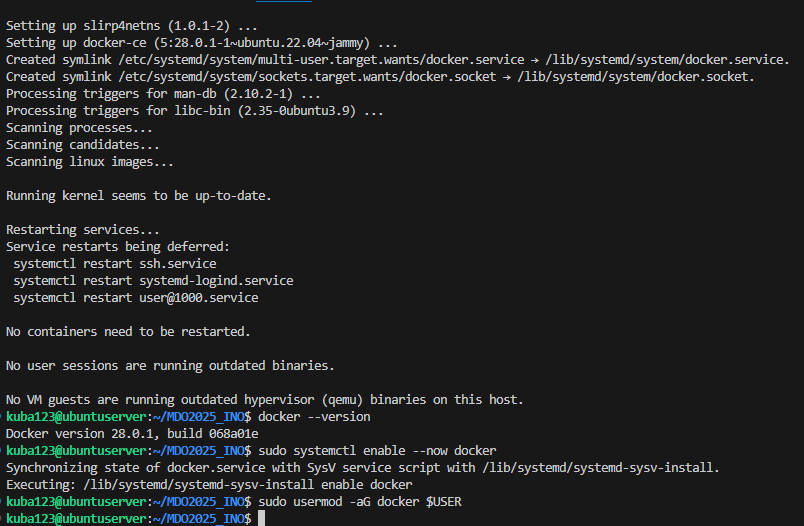 Setting up slirp4netns (1.0.1-2) ...
Setting up docker-ce (5:28.0.1-1~ubuntu.22.04~jammy) ...
Created symlink /etc/systemd/system/multi-user.target.wants/docker.service → /lib/systemd/system/docker.service.
Created symlink /etc/systemd/system/sockets.target.wants/docker.socket → /lib/systemd/system/docker.socket.
Processing triggers for man-db (2.10.2-1) ...
Processing triggers for libc-bin (2.35-0ubuntu3.9) ...
Scanning processes...
Scanning candidates...
Scanning linux images...
Running kernel seems to be up-to-date.
Restarting services...
Service restarts being deferred:
systemctl restart ssh.service
systemctl restart systemd-logind.service
systemctl restart user@1000.service
No containers need to be restarted.
No user sessions are running outdated binaries.
No VM guests are running outdated hypervisor (qemu) binaries on this host.
kuba123@ubuntuserver:~/MDO2025_INO$ docker --version
Docker version 28.0.1, build 068a01e
kuba123@ubuntuserver:~/MDO2025_INO$ sudo systemctl enable --now docker
Synchronizing state of docker.service with SysV service script with /lib/systemd/systemd-sysv-install.
Executing: /lib/systemd/systemd-sysv-install enable docker
kuba123@ubuntuserver:~/MDO2025_INO$ sudo usermod -aG docker $USER
kuba123@ubuntuserver:~/MDO2025_INO$